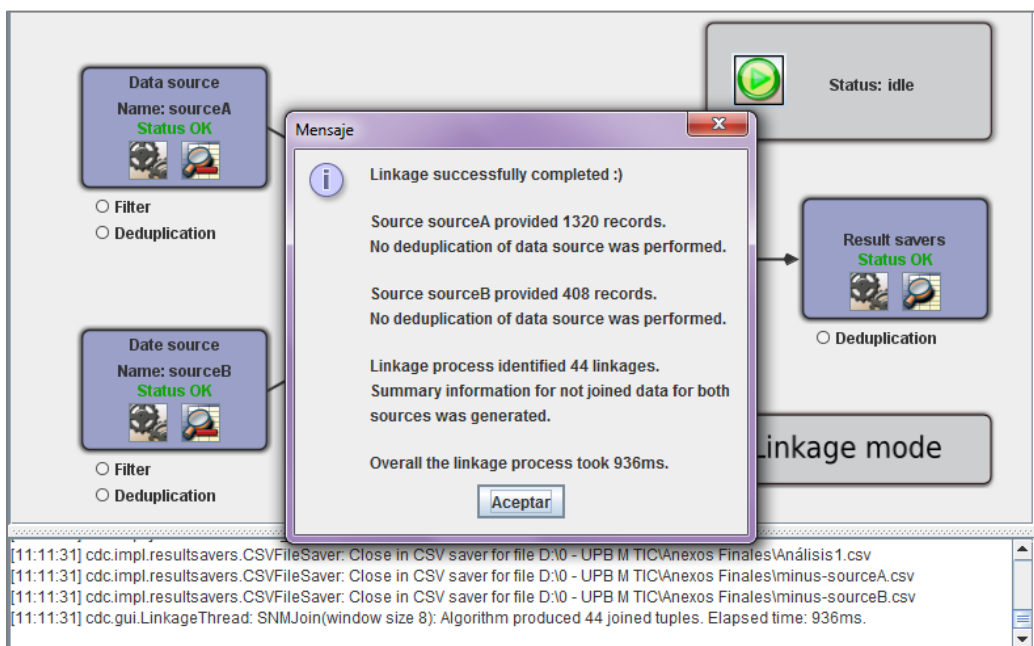 Data source
Name: sourceA
Status OK
Filter
Deduplication
Date source
Name: sourceB
Status OK
Filter
Deduplication
Mensaje
Linkage successfully completed :)
Source sourceA provided 1320 records.
No deduplication of data source was performed.
Source sourceB provided 408 records.
No deduplication of data source was performed.
Linkage process identified 44 linkages.
Summary information for not joined data for both
sources was generated.
Overall the linkage process took 936ms.
Aceptar
Status: idle
Result savers
Status OK
Deduplication
Linkage mode
[11:11:31] cdc.impl.resultsavers.CSVFileSaver: Close in CSV saver for file D:\0 - UPB M TIC\Anexos Finales\Análisis1.csv
[11:11:31] cdc.impl.resultsavers.CSVFileSaver: Close in CSV saver for file D:\0 - UPB M TIC\Anexos Finales\minus-sourceA.csv
[11:11:31] cdc.impl.resultsavers.CSVFileSaver: Close in CSV saver for file D:\0 - UPB M TIC\Anexos Finales\minus-sourceB.csv
[11:11:31] cdc.gui.LinkageThread: SNMJoin(window size 8): Algorithm produced 44 joined tuples. Elapsed time: 936ms.